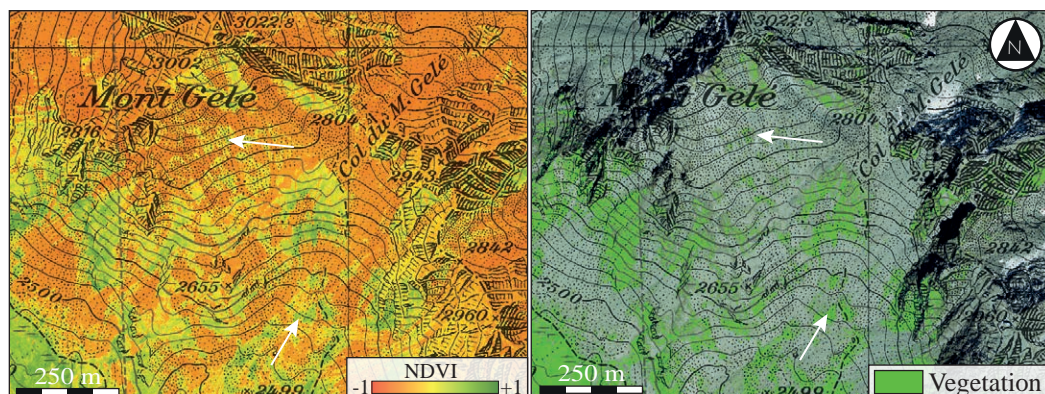 3022.8
3002
Mont Gelé
2816
2804
Col du M. Gelé
2943
2842
2655
2500
2960
2499
250 m
NDVI
-1
+1
3022.8
N
Mont Gelé
2804
Col. du M. Gelé
2943
2842
2655
2500
2960
2499
250 m
Vegetation